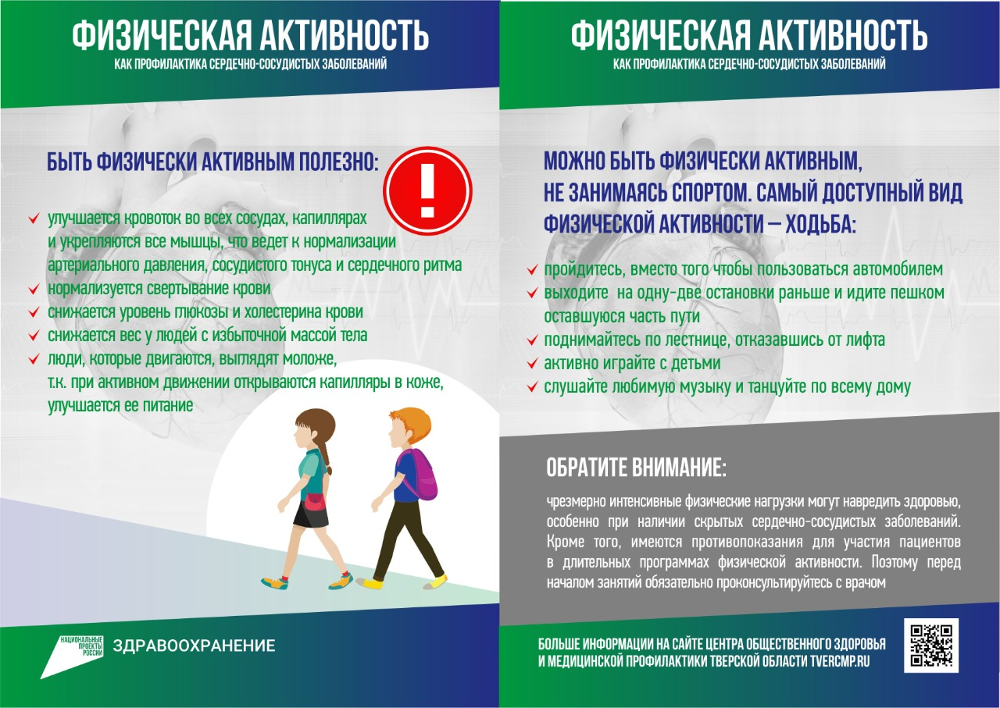 ФИЗИЧЕСКАЯ АКТИВНОСТЬ
КАК ПРОФИЛАКТИКА СЕРДЕЧНО-СОСУДИСТЫХ ЗАБОЛЕВАНИЙ
БЫТЬ ФИЗИЧЕСКИ АКТИВНЫМ ПОЛЕЗНО:
!
улучшается кровоток во всех сосудах, капиллярах
и укрепляются все мышцы, что ведет к нормализации
артериального давления, сосудистого тонуса и сердечного ритма
нормализуется свертывание крови
снижается уровень глюкозы и холестерина крови
снижается вес у людей с избыточной массой тела
люди, которые двигаются, выглядят моложе,
т.к. при активном движении открываются капилляры в коже,
улучшается ее питание
НАЦИОНАЛЬНЫЕ
ПРОЕКТЫ
РОССИИ
ЗДРАВООХРАНЕНИЕ
ФИЗИЧЕСКАЯ АКТИВНОСТЬ
КАК ПРОФИЛАКТИКА СЕРДЕЧНО-СОСУДИСТЫХ ЗАБОЛЕВАНИЙ
МОЖНО БЫТЬ ФИЗИЧЕСКИ АКТИВНЫМ,
НЕ ЗАНИМАЯСЬ СПОРТОМ. САМЫЙ ДОСТУПНЫЙ ВИД
ФИЗИЧЕСКОЙ АКТИВНОСТИ – ХОДЬБА:
пройдитесь, вместо того чтобы пользоваться автомобилем
выходите на одну-две остановки раньше и идите пешком
оставшуюся часть пути
поднимайтесь по лестнице, отказавшись от лифта
активно играйте с детьми
слушайте любимую музыку и танцуйте по всему дому
ОБРАТИТЕ ВНИМАНИЕ:
чрезмерно интенсивные физические нагрузки могут навредить здоровью,
особенно при наличии скрытых сердечно-сосудистых заболеваний.
Кроме того, имеются противопоказания для участия пациентов
в длительных программах физической активности. Поэтому перед
началом занятий обязательно проконсультируйтесь с врачом
БОЛЬШЕ ИНФОРМАЦИИ НА САЙТЕ ЦЕНТРА ОБЩЕСТВЕННОГО ЗДОРОВЬЯ
И МЕДИЦИНСКОЙ ПРОФИЛАКТИКИ ТВЕРСКОЙ ОБЛАСТИ TVERCMP.RU